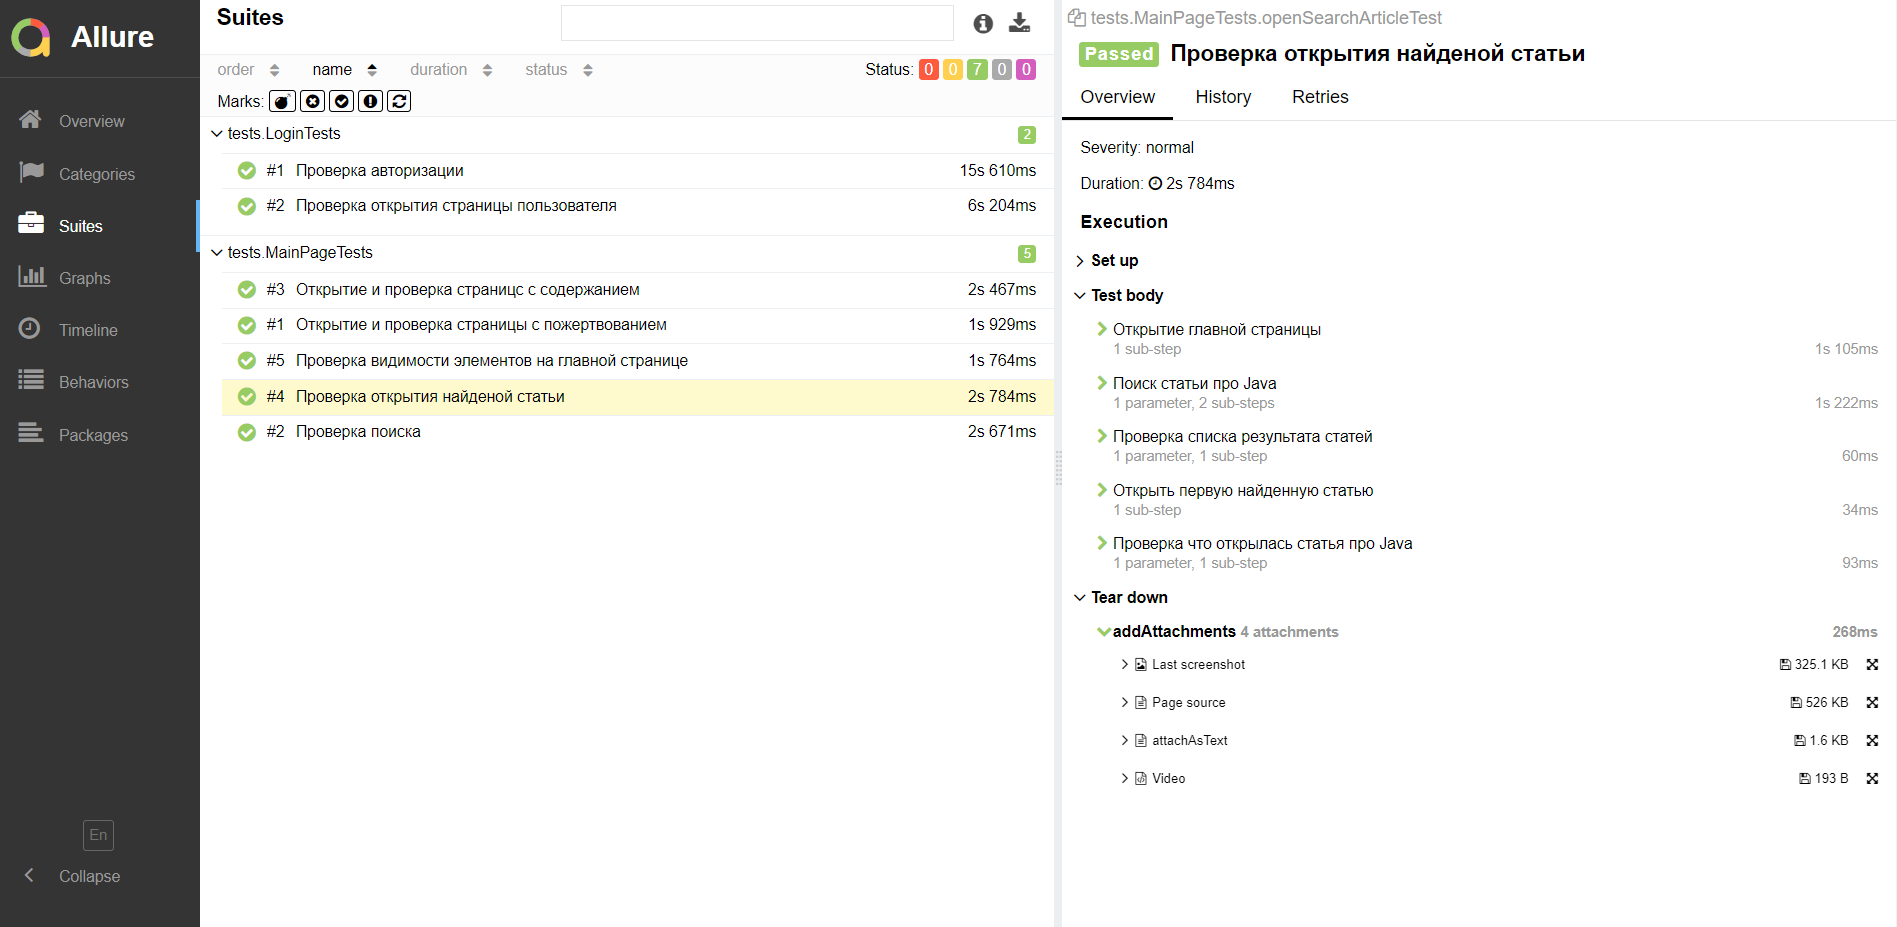 Allure
Overview
Categories
Suites
Graphs
Timeline
Behaviors
Packages
En
Collapse
Suites
order name duration status Status: 0 0 7 0 0
Marks:
tests.LoginTests 2
#1 Проверка авторизации 15s 610ms
#2 Проверка открытия страницы пользователя 6s 204ms
tests.MainPageTests 5
#3 Открытие и проверка страницс с содержанием 2s 467ms
#1 Открытие и проверка страницы с пожертвованием 1s 929ms
#5 Проверка видимости элементов на главной странице 1s 764ms
#4 Проверка открытия найденой статьи 2s 784ms
#2 Проверка поиска 2s 671ms
tests.MainPageTests.openSearchArticleTest
Passed Проверка открытия найденой статьи
Overview History Retries
Severity: normal
Duration: 2s 784ms
Execution
Set up
Test body
Открытие главной страницы
1 sub-step 1s 105ms
Поиск статьи про Java
1 parameter, 2 sub-steps 1s 222ms
Проверка списка результата статей
1 parameter, 1 sub-step 60ms
Открыть первую найденную статью
1 sub-step 34ms
Проверка что открылась статья про Java
1 parameter, 1 sub-step 93ms
Tear down
addAttachments 4 attachments 268ms
Last screenshot 325.1 KB
Page source 526 KB
attachAsText 1.6 KB
Video 193 B